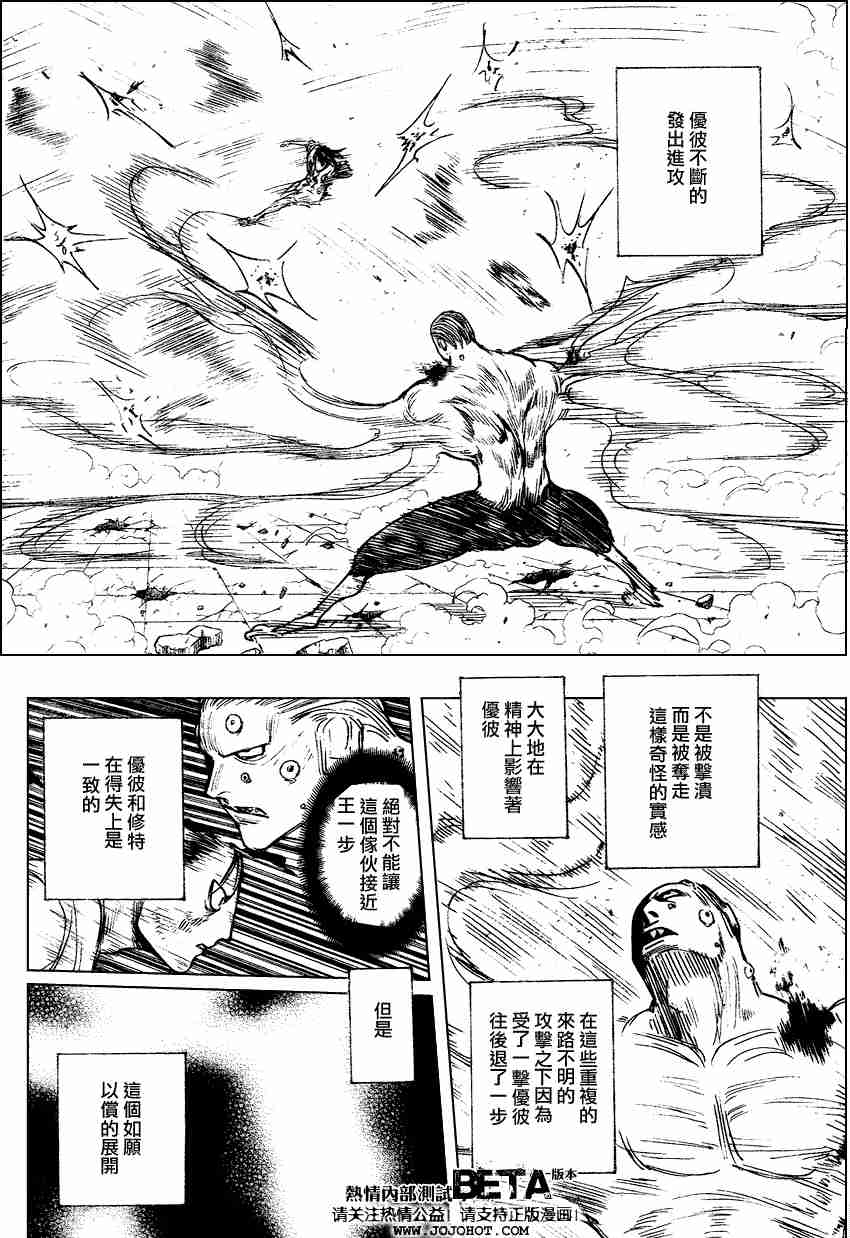 優彼不斷的
發出進攻
不是被擊潰
而是被奪走
這樣奇怪的實感
大大地在
精神上影響著
優彼
在這些重複的
來路不明的
攻擊之下因為
受了一擊優彼
往後退了一步
絕對不能讓
這個傢伙接近
王一步
優彼和修特
在得失上是
一致的
但是
這個如願
以償的展開
熱情內部測試 BETA 版本
请关注热情公益! 请支持正版漫画!
WWW.JOJOHOT.COM